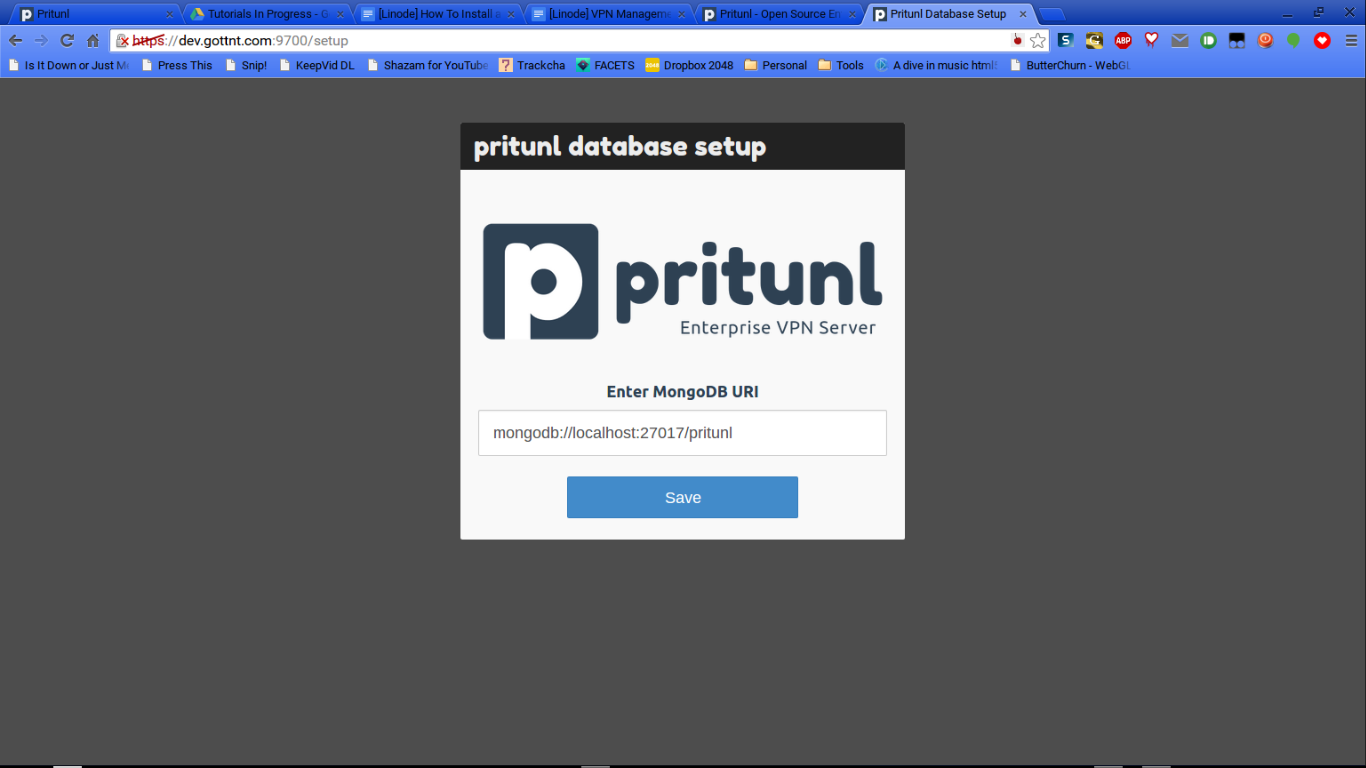 Pritunl
Tutorials In Progress - G
[Linode] How To Install
[Linode] VPN Managem
Pritunl - Open Source En
Pritunl Database Setup
https://dev.gottnt.com:9700/setup
Is It Down or Just M
Press This
Snip!
KeepVid DL
Shazam for YouTube
Trackcha
FACETS
Dropbox 2048
Personal
Tools
A dive in music html5
ButterChurn - WebGL
pritunl database setup
p pritunl
Enterprise VPN Server
Enter MongoDB URI
mongodb://localhost:27017/pritunl
Save